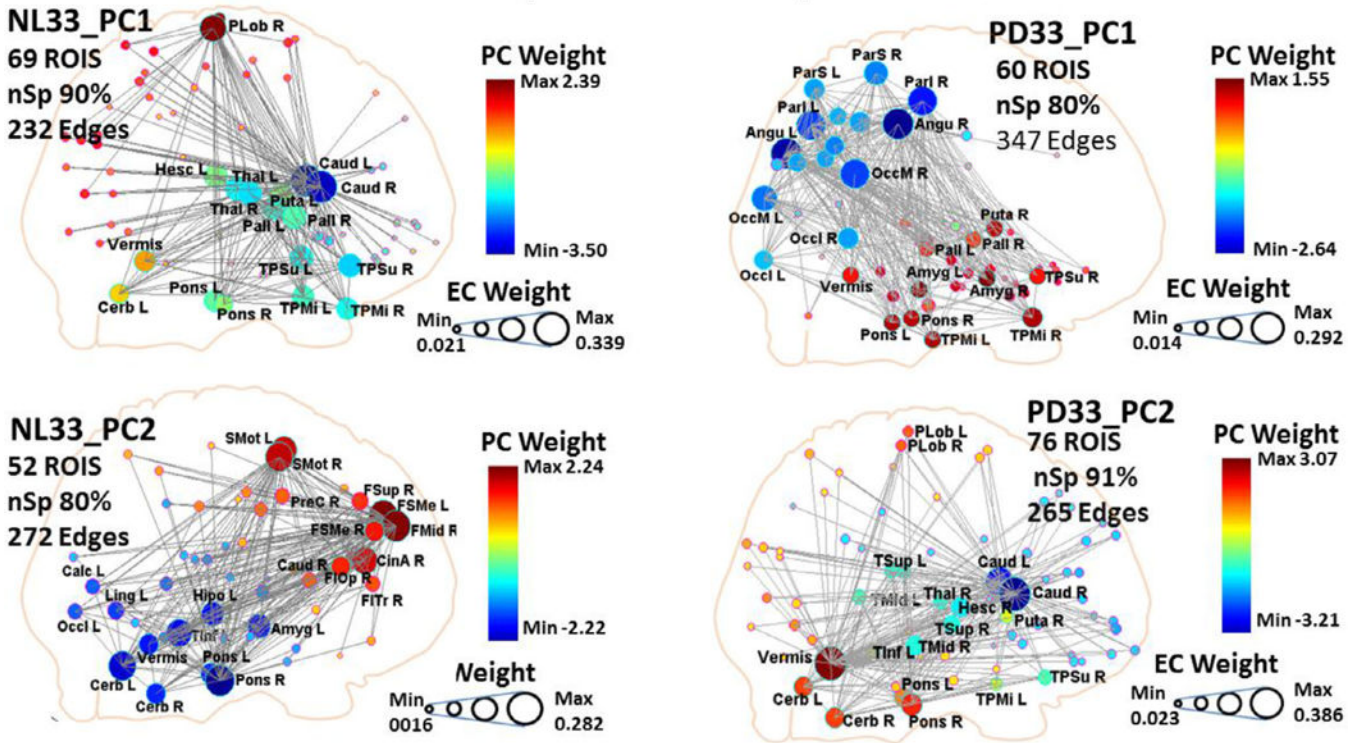 NL33_PC1
69 ROIS
nSp 90%
232 Edges
PLob R
Hesc L
Thal L
Thal R
Caud L
Caud R
Puta L
Pall L
Pall R
Vermis
Cerb L
Pons L
Pons R
TPSu L
TPSu R
TPMi L
TPMi R
PC Weight
Max 2.39
Min -3.50
EC Weight
Min
0.021
Max
0.339
PD33_PC1
60 ROIS
nSp 80%
347 Edges
ParS R
ParS L
ParI R
ParI L
Angu R
Angu L
OccM R
OccM L
OccI R
OccI L
Vermis
Puta R
Pall L
Pall R
Amyg L
Amyg R
TPSu R
Pons L
Pons R
TPMi L
TPMi R
PC Weight
Max 1.55
Min -2.64
EC Weight
Min
0.014
Max
0.292
NL33_PC2
52 ROIS
nSp 80%
272 Edges
SMot L
SMot R
PreC R
FSup R
FSMe L
FSMe R
FMid R
CinA R
Caud R
FIOp R
FITr R
Calc L
Ling L
Hipo L
OccI L
TInf
Amyg L
Vermis
Pons L
Pons R
Cerb L
Cerb R
PC Weight
Max 2.24
Min -2.22
Weight
Min
0016
Max
0.282
PD33_PC2
76 ROIS
nSp 91%
265 Edges
PLob L
PLob R
TSup L
Caud L
Caud R
TMid L
Thal R
Hesc R
Puta R
TSup R
TMid R
TInf L
Vermis
TPSu R
TPMi L
Cerb L
Cerb R
Pons L
Pons R
PC Weight
Max 3.07
Min -3.21
EC Weight
Min
0.023
Max
0.386